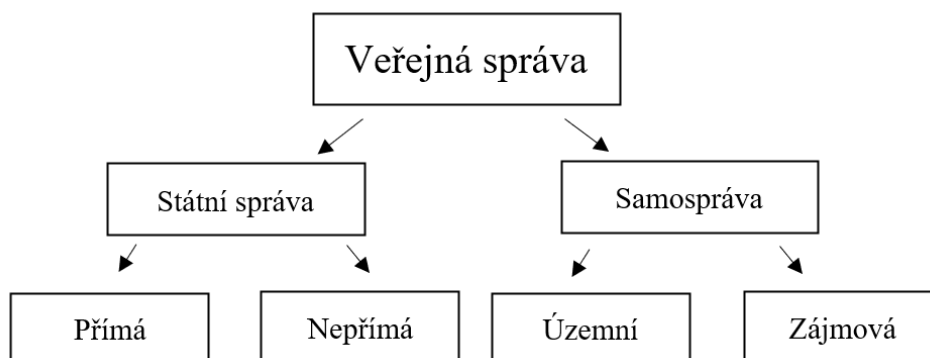 Veřejná správa
Státní správa
Samospráva
Přímá
Nepřímá
Územní
Zájmová